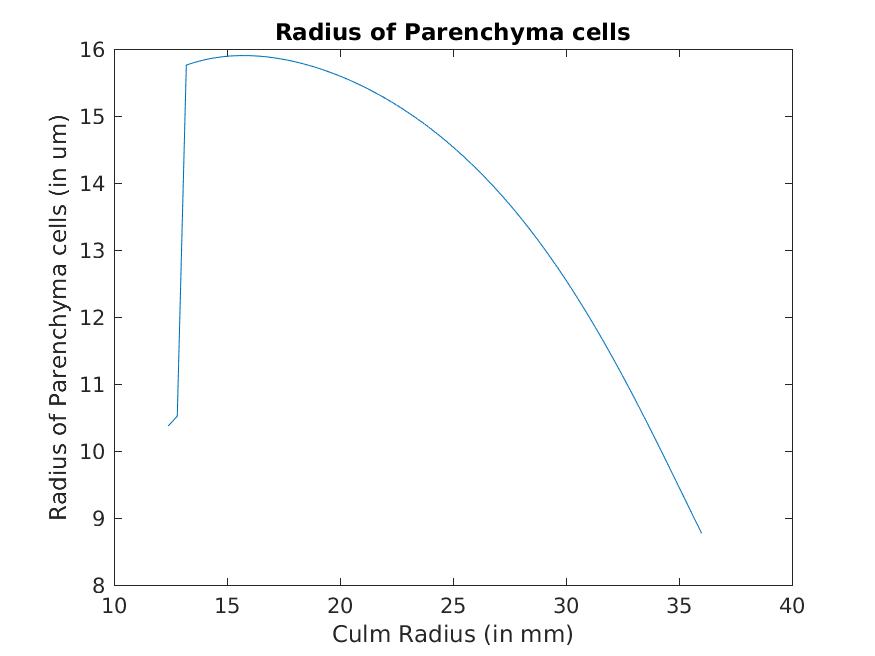 Radius of Parenchyma cells
16
15
14
13
12
11
10
9
8
Radius of Parenchyma cells (in um)
10 15 20 25 30 35 40
Culm Radius (in mm)